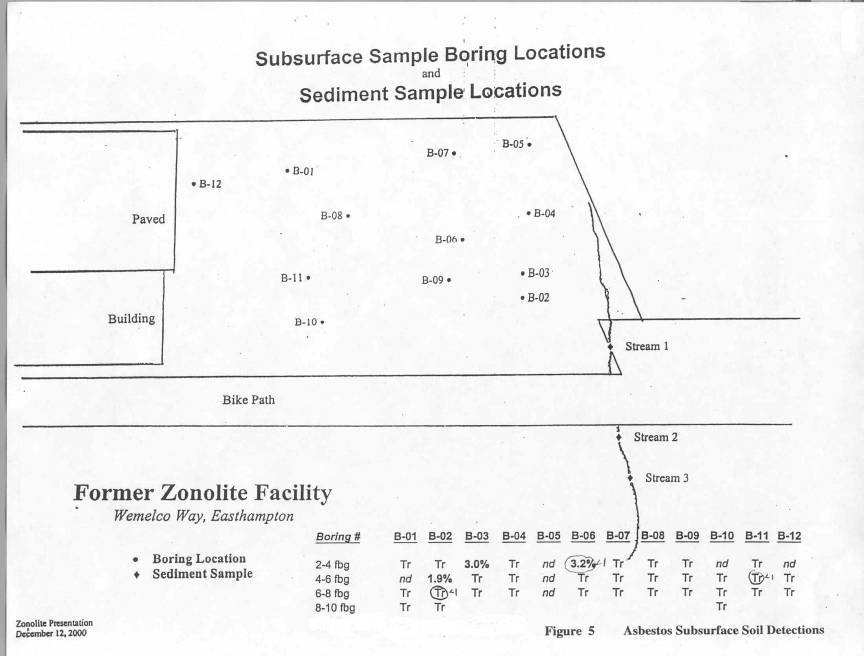 Subsurface Sample Boring Locations
and
Sediment Sample Locations
B-05
B-07
B-01
B-12
B-08
B-04
Paved
B-06
B-11
B-09
B-03
B-02
Building
B-10
Stream 1
Bike Path
Stream 2
Stream 3
Former Zonolite Facility
Wemelco Way, Easthampton
Boring Location
Sediment Sample
Boring # B-01 B-02 B-03 B-04 B-05 B-06 B-07 B-08 B-09 B-10 B-11 B-12
2-4 fbg Tr Tr 3.0% Tr nd 3.2% <1 Tr Tr Tr nd Tr nd
4-6 fbg nd 1.9% Tr Tr nd Tr Tr Tr Tr Tr Tr <1 Tr
6-8 fbg Tr Tr <1 Tr Tr nd Tr Tr Tr Tr Tr Tr Tr
8-10 fbg Tr Tr Tr
Zonolite Presentation
December 12, 2000
Figure 5 Asbestos Subsurface Soil Detections